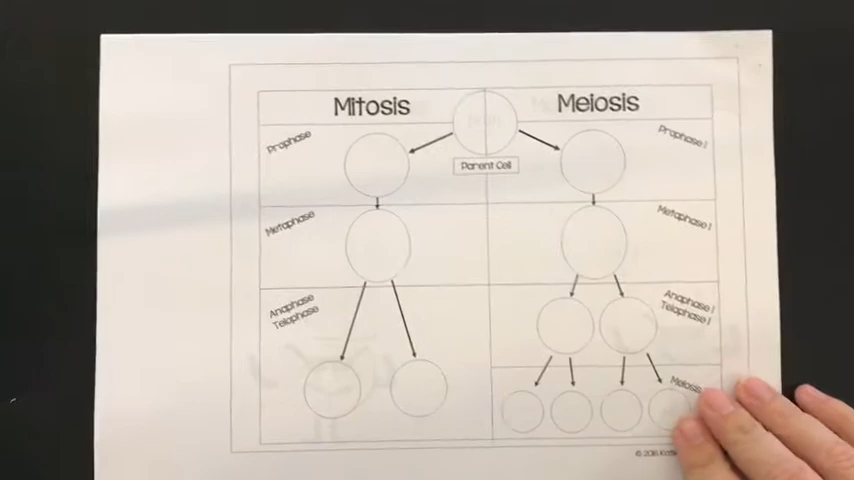 Mitosis
Meiosis
Prophase
Parent Cell
Prophase I
Metaphase
Metaphase I
Anaphase
Telophase
Anaphase I
Telophase I
Meiosis
© 2016